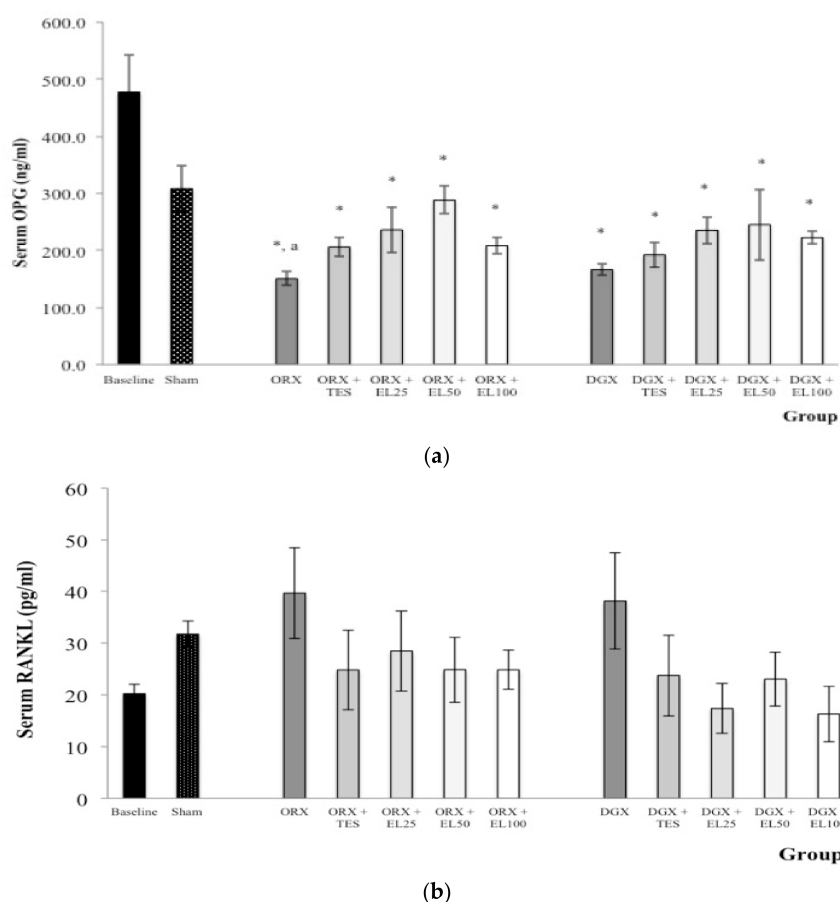 600.0
500.0
400.0
300.0
200.0
100.0
0.0
Serum OPG (ng/ml)
*, a
*
*
*
*
*
*
*
*
*
Baseline Sham ORX ORX + ORX + ORX + ORX + DGX DGX + DGX + DGX + DGX +
TES EL25 EL50 EL100 TES EL25 EL50 EL100
Group
(a)
60
50
40
30
20
10
0
Serum RANKL (pg/ml)
Baseline Sham ORX ORX + ORX + ORX + ORX + DGX DGX + DGX + DGX + DGX
TES EL25 EL50 EL100 TES EL25 EL50 EL10
Group
(b)